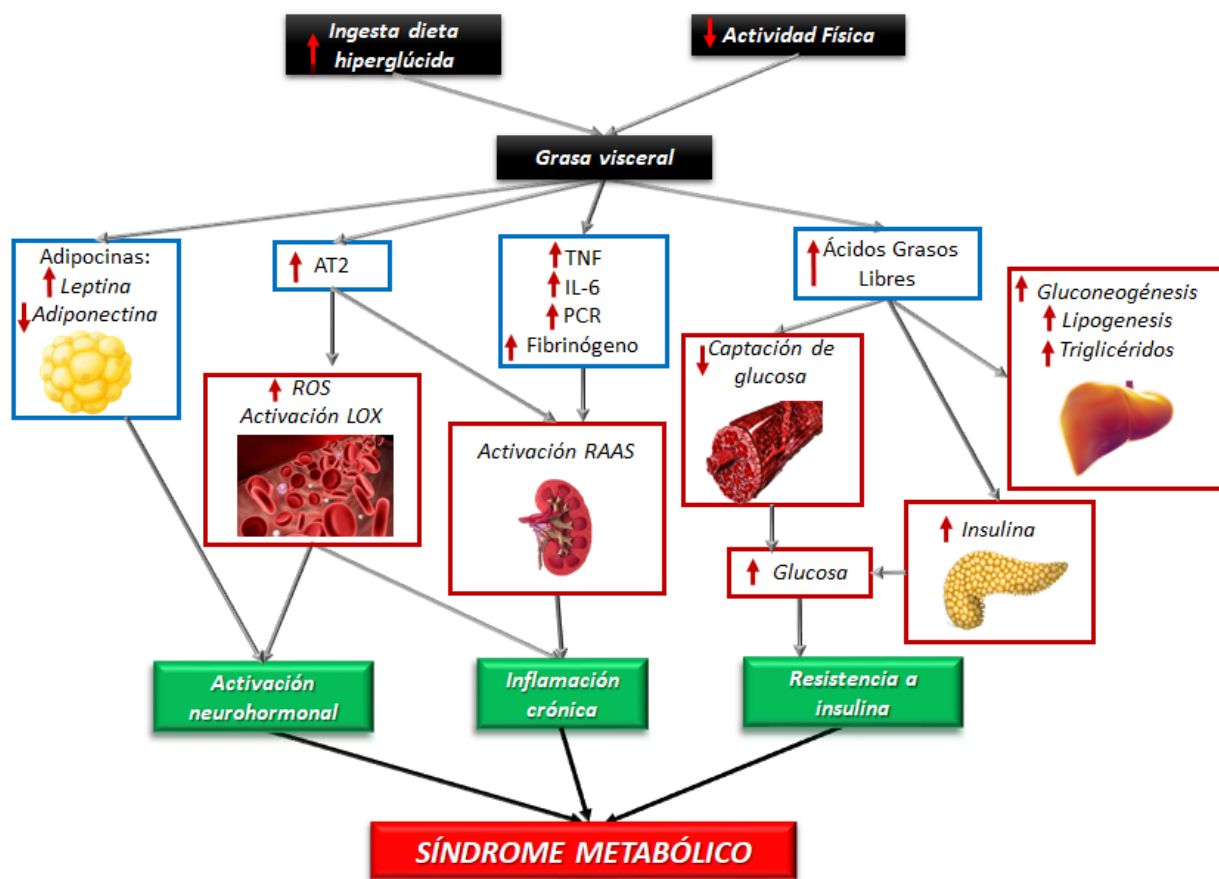 Ingesta dieta
hiperglúcida
Actividad Física
Grasa visceral
Adipocinas:
Leptina
Adiponectina
AT2
TNF
IL-6
PCR
Fibrinógeno
Ácidos Grasos
Libres
Gluconeogénesis
Lipogenesis
Triglicéridos
ROS
Activación LOX
Activación RAAS
Captación de
glucosa
Glucosa
Insulina
Activación
neurohormonal
Inflamación
crónica
Resistencia a
insulina
SÍNDROME METABÓLICO